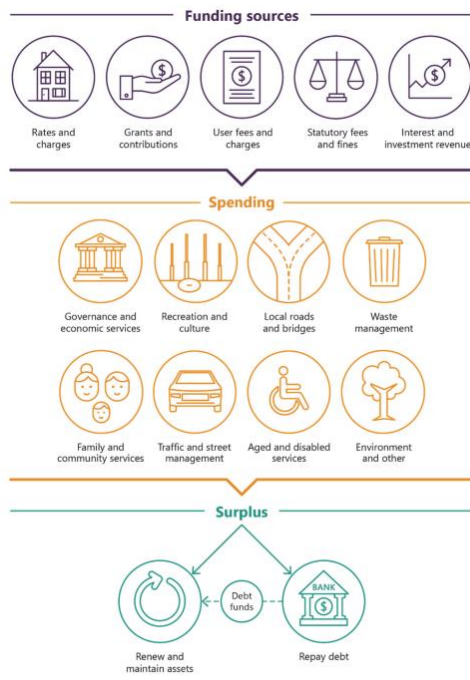 Funding sources
Rates and
charges
Grants and
contributions
User fees and
charges
Statutory fees
and fines
Interest and
investment revenue
Spending
Governance and
economic services
Recreation and
culture
Local roads
and bridges
Waste
management
Family and
community services
Traffic and street
management
Aged and disabled
services
Environment
and other
Surplus
Debt
funds
BANK
Renew and
maintain assets
Repay debt